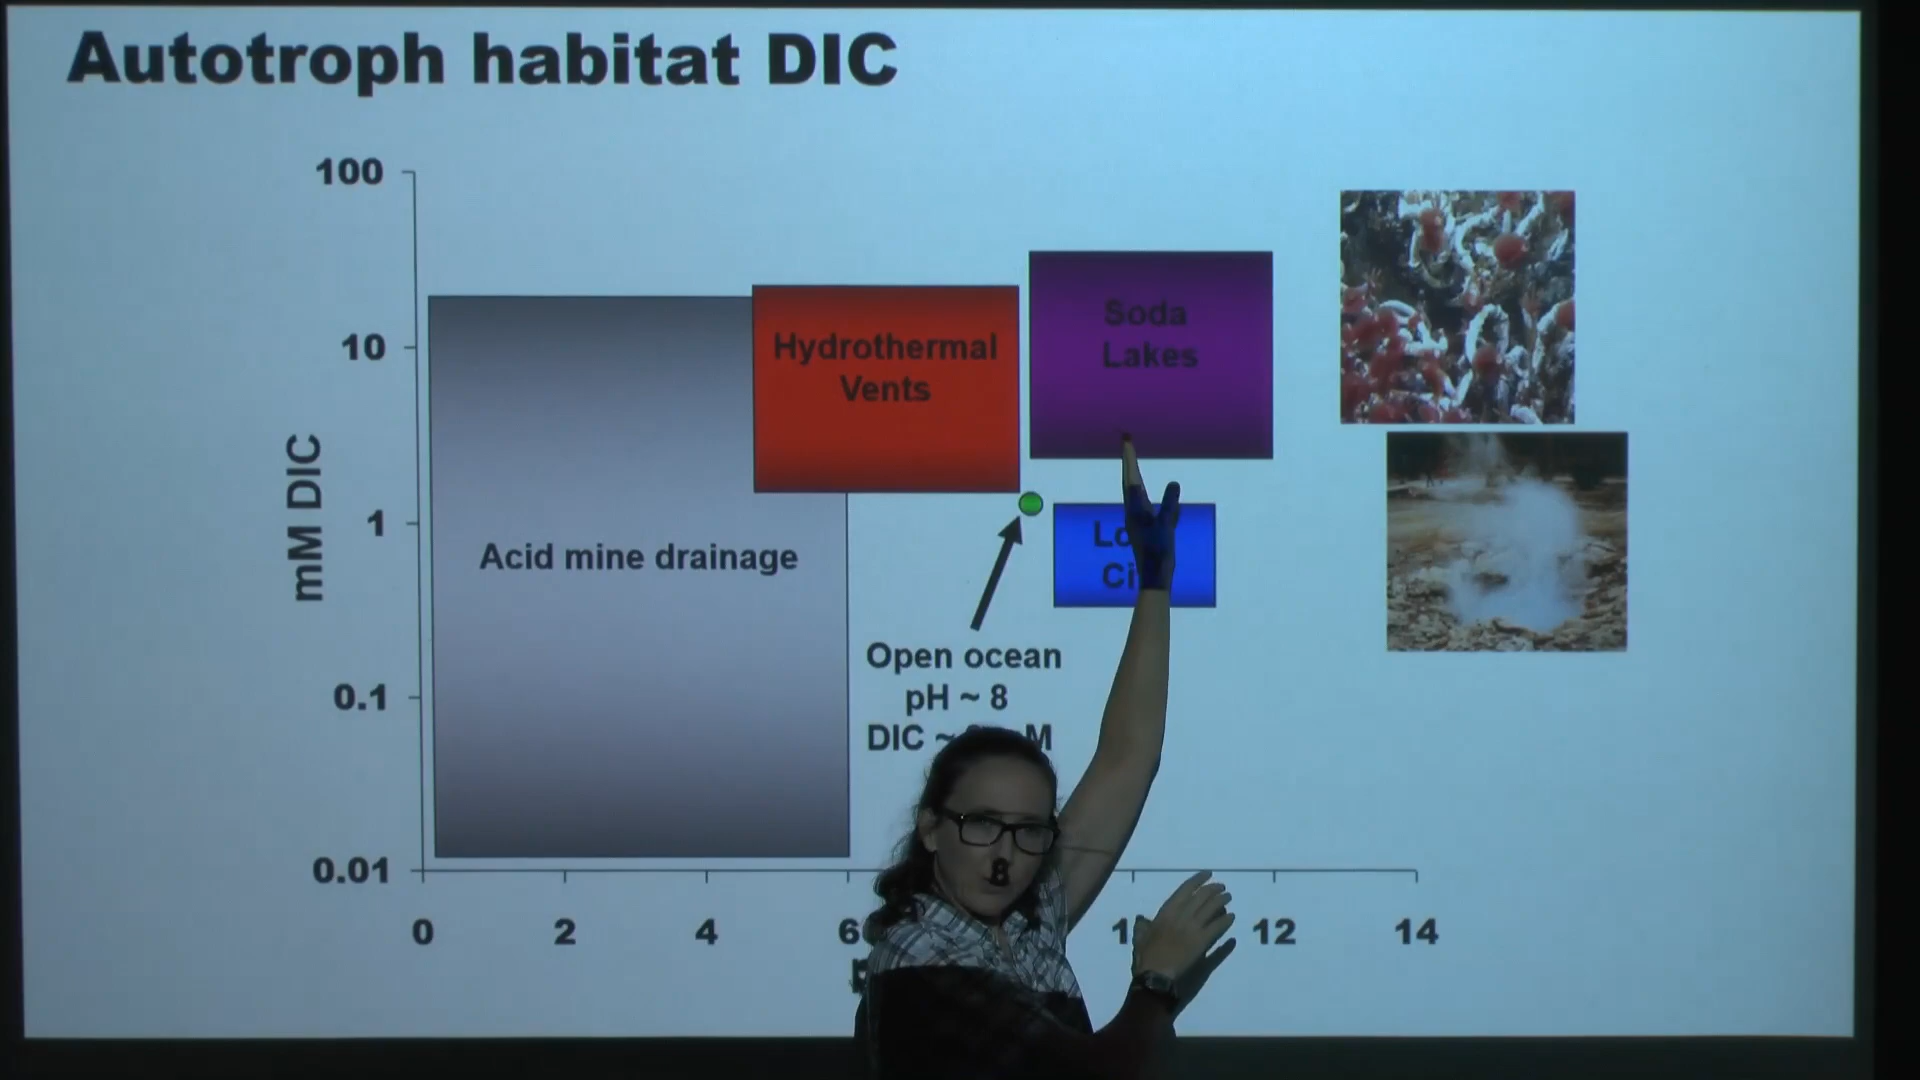 Autotroph habitat DIC
100
10
1
0.1
0.01
mM DIC
Hydrothermal
Vents
Soda
Lakes
Acid mine drainage
Open ocean
pH ~ 8
DIC ~
8
0
2
4
6
12
14